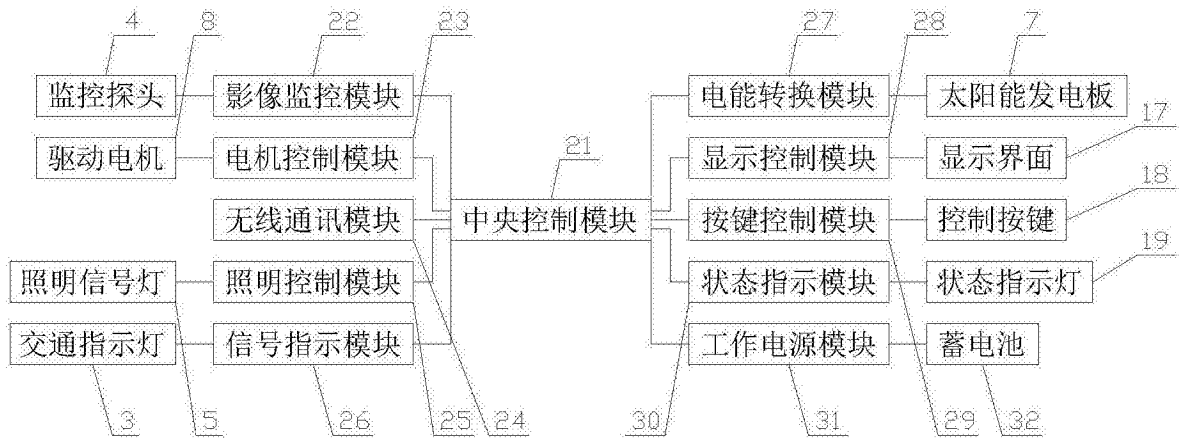 4 8 22 23 27 28 7
监控探头 影像监控模块 电能转换模块 太阳能发电板
17
驱动电机 电机控制模块 21 显示控制模块 显示界面
18
无线通讯模块 中央控制模块 按键控制模块 控制按键
19
照明信号灯 照明控制模块 状态指示模块 状态指示灯
交通指示灯 信号指示模块 工作电源模块 蓄电池
3 5 26 25 24 30 31 29 32